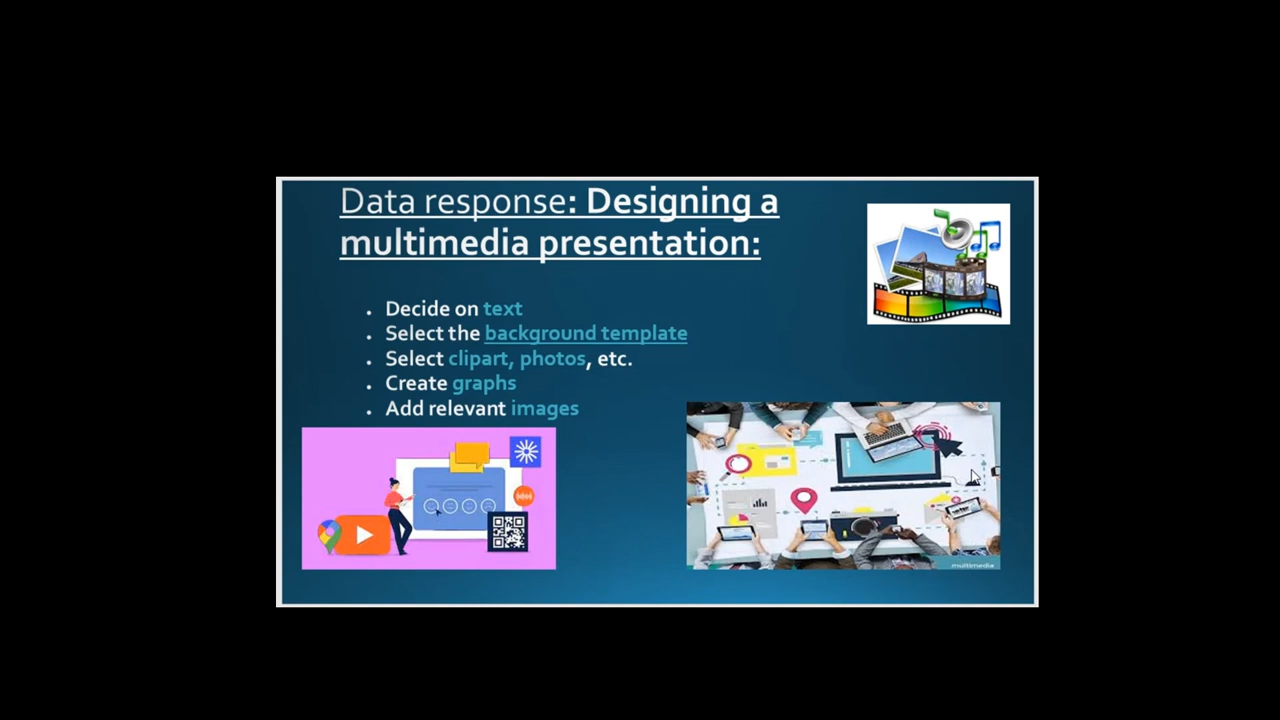 Data response: Designing a
multimedia presentation:
Decide on text
Select the background template
Select clipart, photos, etc.
Create graphs
Add relevant images
multimedia